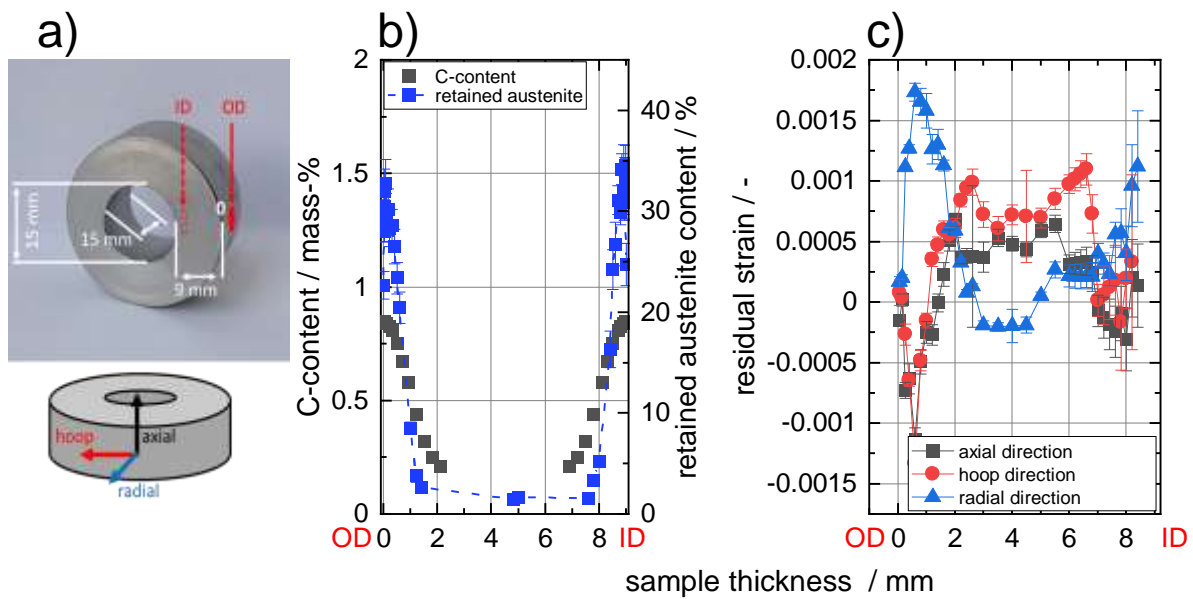 a)
ID
OD
0
15 mm
15 mm
9 mm
axial
hoop
radial
b)
C-content
retained austenite
C-content / mass-%
2
1.5
1
0.5
0
retained austenite content / %
40
30
20
10
0
OD 0 2 4 6 8 ID
c)
residual strain / -
0.002
0.0015
0.001
0.0005
0
-0.0005
-0.001
-0.0015
axial direction
hoop direction
radial direction
OD 0 2 4 6 8 ID
sample thickness / mm